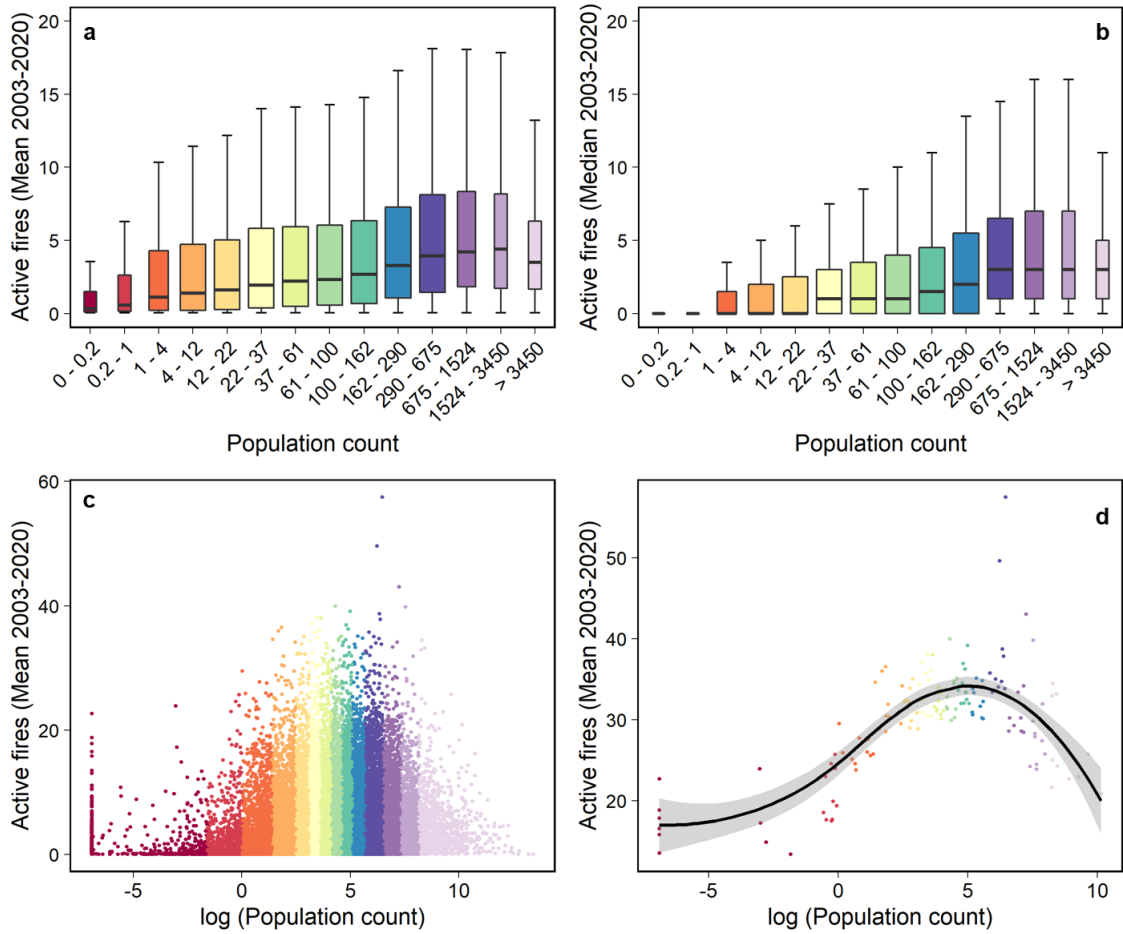 a
Active fires (Mean 2003-2020)
20
15
10
5
0
0 - 0.2
0.2 - 1
1 - 4
4 - 12
12 - 22
22 - 37
37 - 61
61 - 100
100 - 162
162 - 290
290 - 675
675 - 1524
1524 - 3450
> 3450
Population count
b
Active fires (Median 2003-2020)
20
15
10
5
0
0 - 0.2
0.2 - 1
1 - 4
4 - 12
12 - 22
22 - 37
37 - 61
61 - 100
100 - 162
162 - 290
290 - 675
675 - 1524
1524 - 3450
> 3450
Population count
c
Active fires (Mean 2003-2020)
60
40
20
0
-5
0
5
10
log (Population count)
d
Active fires (Mean 2003-2020)
50
40
30
20
-5
0
5
10
log (Population count)